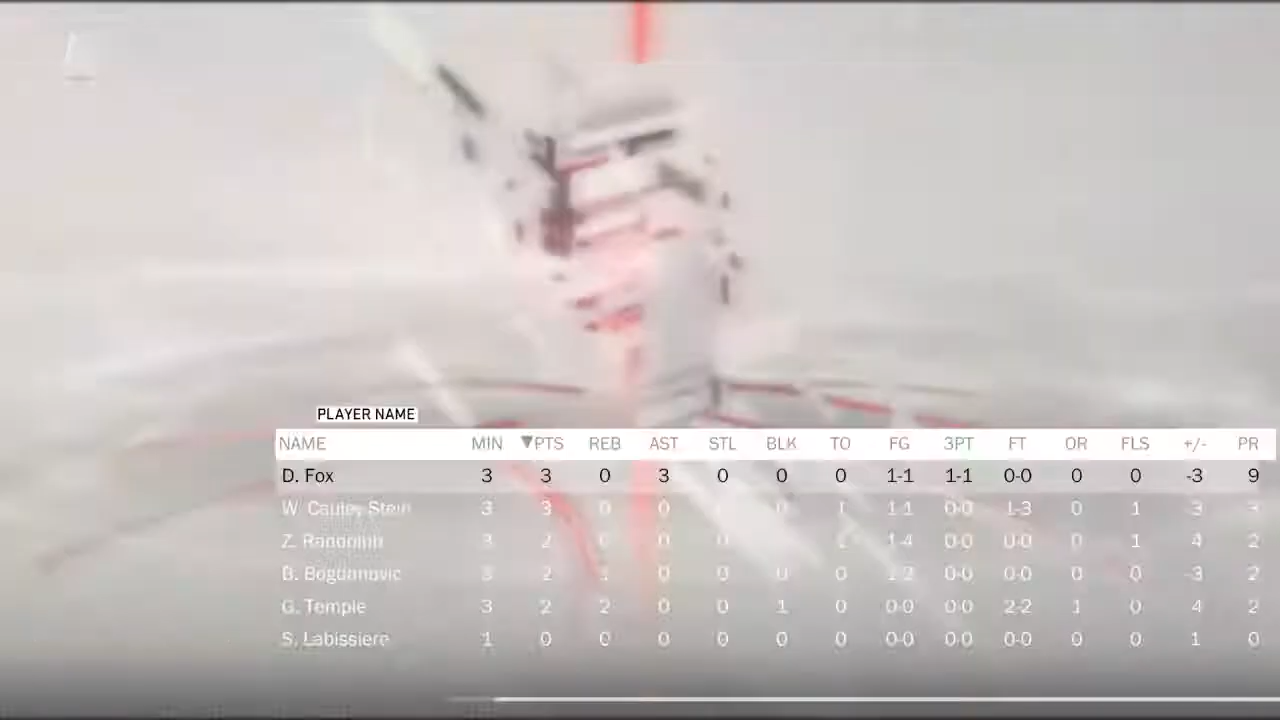 PLAYER NAME
NAME MIN ▼PTS REB AST STL BLK TO FG 3PT FT OR FLS +/- PR
D. Fox 3 3 0 3 0 0 0 1-1 1-1 0-0 0 0 -3 9
W. Cauley Stein 3 3 0 0 0 1 1-1 0-0 1-3 0 1 3
Z. 3 2 0 0 0 1-4 0-0 0-0 0 1 4 2
B. Bogdanovic 3 2 0 0 0 0 0-0 0-0 0 0 -3 2
G. Temple 3 2 2 0 0 1 0 0-0 0-0 2-2 1 0 4 2
S. Labissiere 1 0 0 0 0 0 0 0-0 0-0 0-0 0 0 1 0